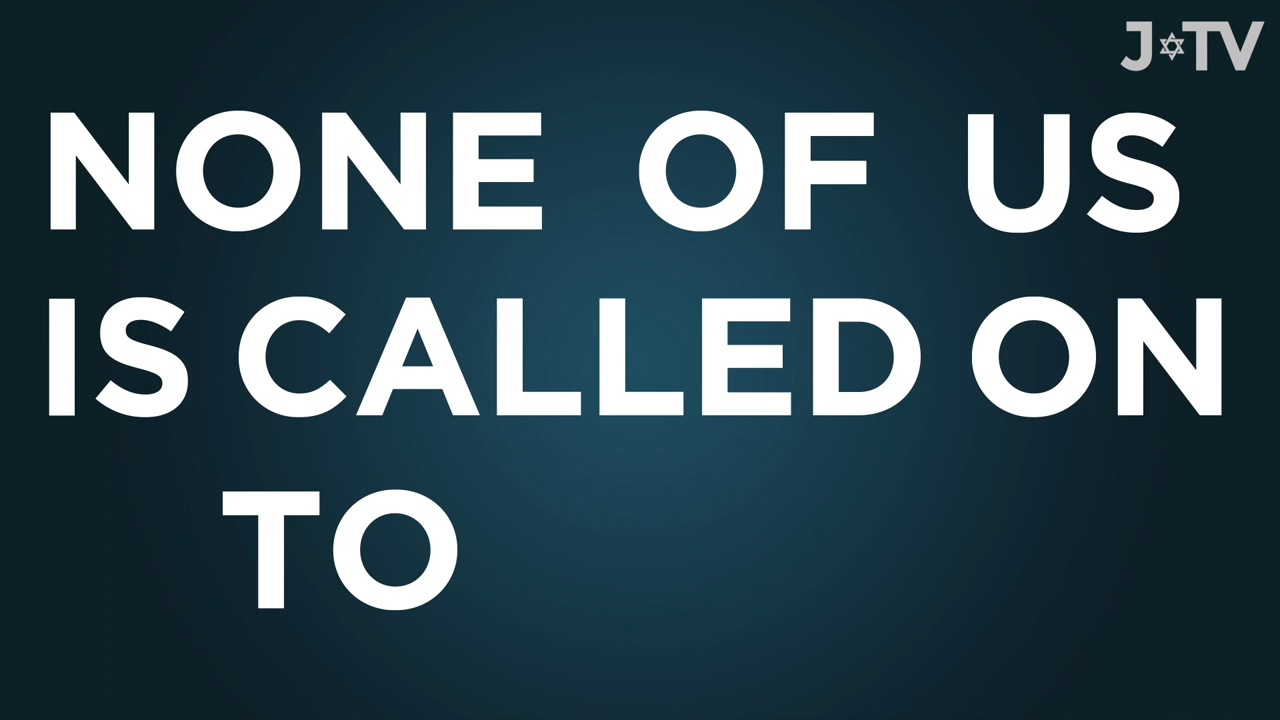 J✡TV
NONE OF US
IS CALLED ON
TO